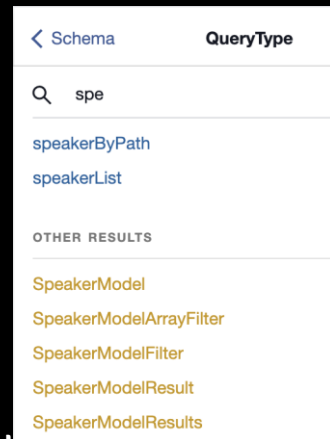 Schema QueryType
spe
speakerByPath
speakerList
OTHER RESULTS
SpeakerModel
SpeakerModelArrayFilter
SpeakerModelFilter
SpeakerModelResult
SpeakerModelResults